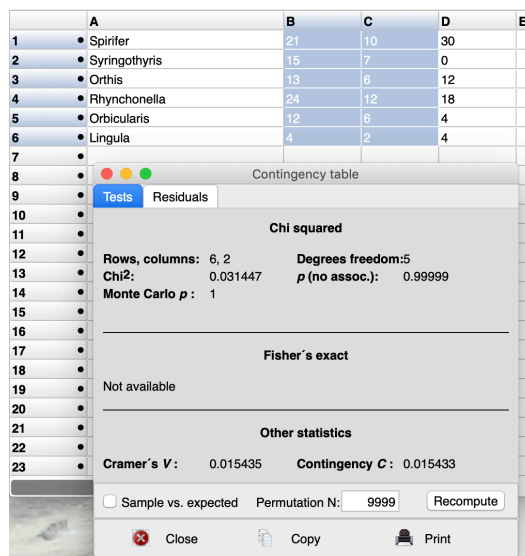 A B C D E
1 • Spirifer 21 10 30
2 • Syringothyris 15 7 0
3 • Orthis 13 6 12
4 • Rhynchonella 24 12 18
5 • Orbicularis 12 6 4
6 • Lingula 4 2 4
7 •
8 • Contingency table
9 • Tests Residuals
10 •
11 • Chi squared
12 • Rows, columns: 6, 2 Degrees freedom:5
13 • Chi2: 0.031447 p (no assoc.): 0.99999
14 • Monte Carlo p : 1
15 •
16 •
17 • Fisher´s exact
18 •
19 • Not available
20 •
21 • Other statistics
22 •
23 • Cramer´s V : 0.015435 Contingency C : 0.015433
Sample vs. expected Permutation N: 9999 Recompute
Close Copy Print